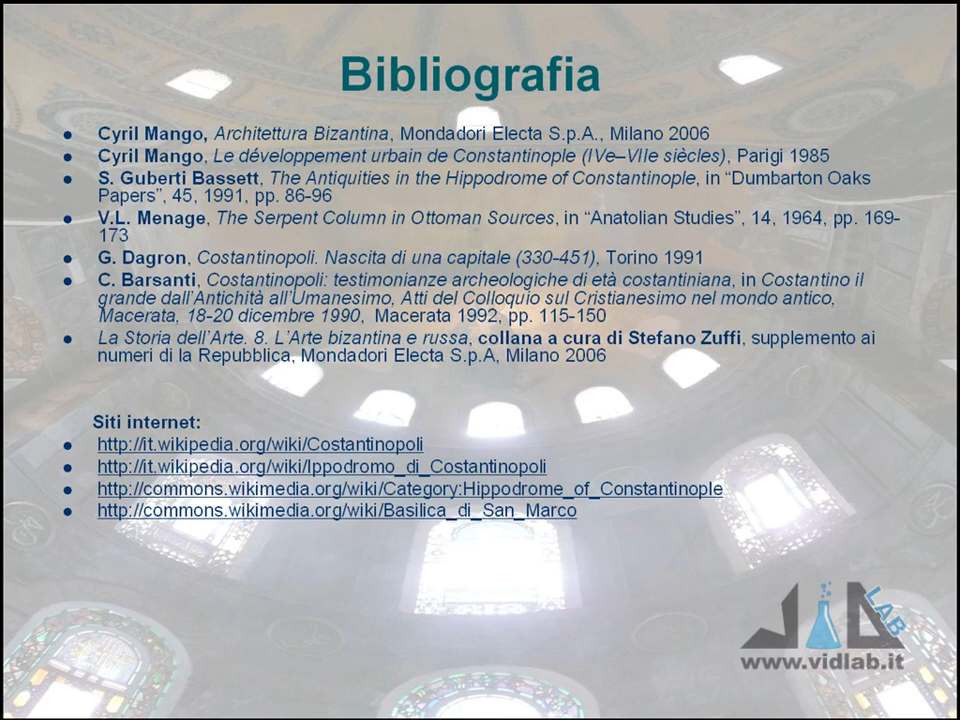 Bibliografia
● Cyril Mango, Architettura Bizantina, Mondadori Electa S.p.A., Milano 2006
● Cyril Mango, Le développement urbain de Constantinople (IVe–VIIe siècles), Parigi 1985
● S. Guberti Bassett, The Antiquities in the Hippodrome of Constantinople, in “Dumbarton Oaks
Papers”, 45, 1991, pp. 86-96
● V.L. Menage, The Serpent Column in Ottoman Sources, in “Anatolian Studies”, 14, 1964, pp. 169-
173
● G. Dagron, Costantinopoli. Nascita di una capitale (330-451), Torino 1991
● C. Barsanti, Costantinopoli: testimonianze archeologiche di età costantiniana, in Costantino il
grande dall’Antichità all’Umanesimo, Atti del Colloquio sul Cristianesimo nel mondo antico,
Macerata, 18-20 dicembre 1990, Macerata 1992, pp. 115-150
● La Storia dell’Arte. 8. L’Arte bizantina e russa, collana a cura di Stefano Zuffi, supplemento ai
numeri di la Repubblica, Mondadori Electa S.p.A, Milano 2006
Siti internet:
● http://it.wikipedia.org/wiki/Costantinopoli
● http://it.wikipedia.org/wiki/Ippodromo_di_Costantinopoli
● http://commons.wikimedia.org/wiki/Category:Hippodrome_of_Constantinople
● http://commons.wikimedia.org/wiki/Basilica_di_San_Marco
VID LAB
www.vidlab.it